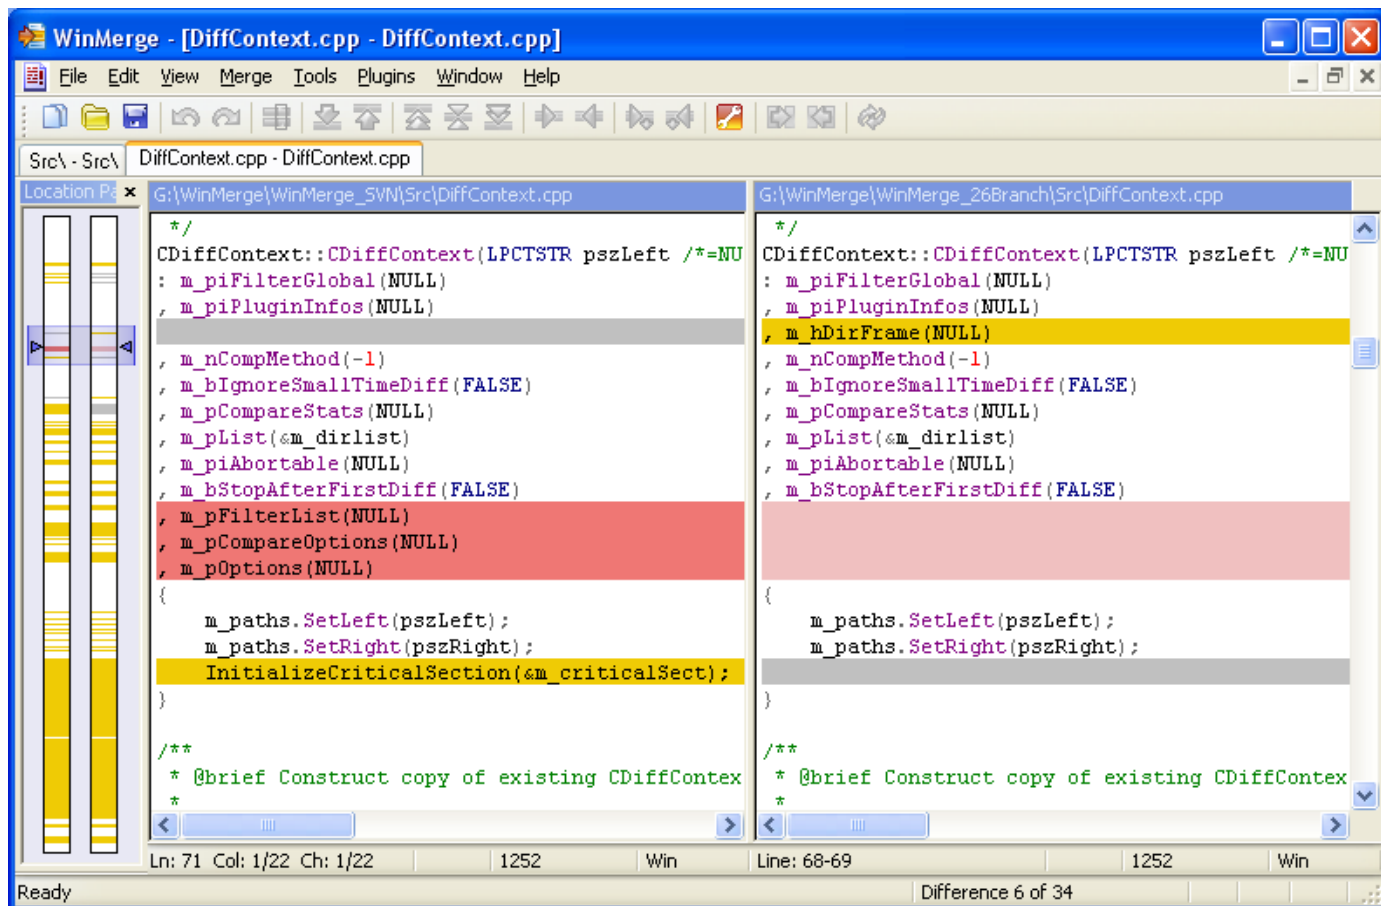 WinMerge - [DiffContext.cpp - DiffContext.cpp]
File Edit View Merge Tools Plugins Window Help
Src\ - Src\ DiffContext.cpp - DiffContext.cpp
Location Pa
G:\WinMerge\WinMerge_SVN\Src\DiffContext.cpp
*/
CDiffContext::CDiffContext(LPCTSTR pszLeft /*=NU
: m_piFilterGlobal(NULL)
, m_piPluginInfos(NULL)
, m_nCompMethod(-1)
, m_bIgnoreSmallTimeDiff(FALSE)
, m_pCompareStats(NULL)
, m_pList(&m_dirlist)
, m_piAbortable(NULL)
, m_bStopAfterFirstDiff(FALSE)
, m_pFilterList(NULL)
, m_pCompareOptions(NULL)
, m_pOptions(NULL)
{
m_paths.SetLeft(pszLeft);
m_paths.SetRight(pszRight);
InitializeCriticalSection(&m_criticalSect);
}
/**
* @brief Construct copy of existing CDiffContex
*
Ln: 71 Col: 1/22 Ch: 1/22 1252 Win
G:\WinMerge\WinMerge_26Branch\Src\DiffContext.cpp
*/
CDiffContext::CDiffContext(LPCTSTR pszLeft /*=NU
: m_piFilterGlobal(NULL)
, m_piPluginInfos(NULL)
, m_hDirFrame(NULL)
, m_nCompMethod(-1)
, m_bIgnoreSmallTimeDiff(FALSE)
, m_pCompareStats(NULL)
, m_pList(&m_dirlist)
, m_piAbortable(NULL)
, m_bStopAfterFirstDiff(FALSE)
{
m_paths.SetLeft(pszLeft);
m_paths.SetRight(pszRight);
}
/**
* @brief Construct copy of existing CDiffContex
*
Line: 68-69 1252 Win
Ready Difference 6 of 34